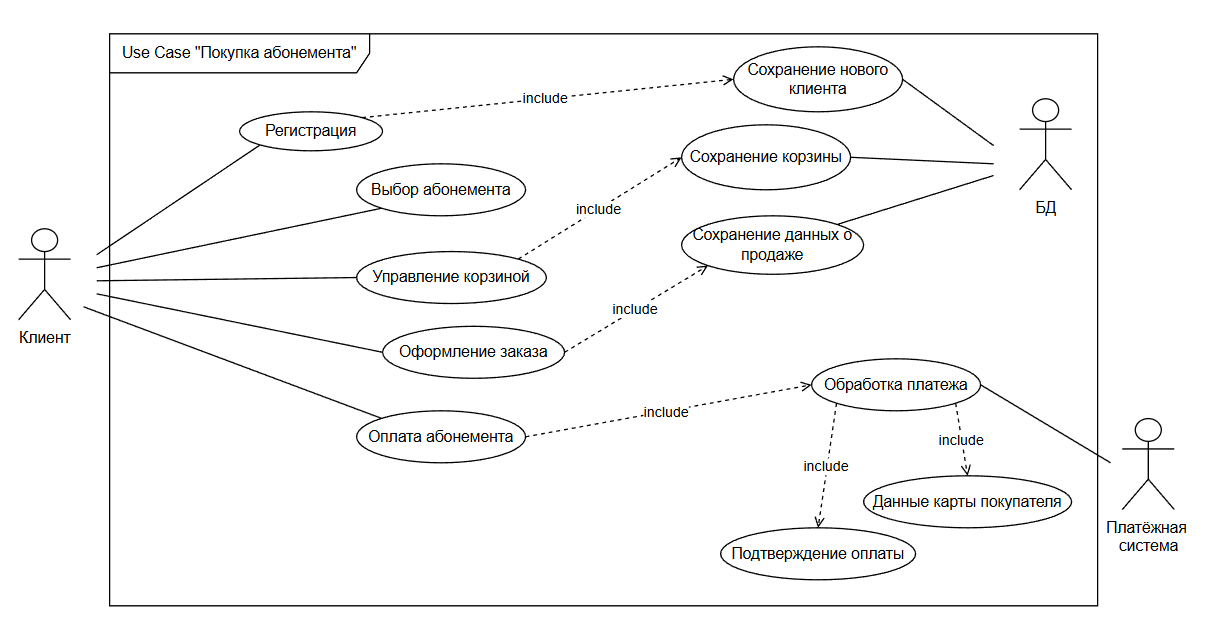 Use Case "Покупка абонемента"
Сохранение нового
клиента
include
Регистрация
Сохранение корзины
Выбор абонемента
include
БД
Сохранение данных о
продаже
Управление корзиной
include
Клиент
Оформление заказа
Обработка платежа
include
Оплата абонемента
include
include
Данные карты покупателя
Платёжная
система
Подтверждение оплаты